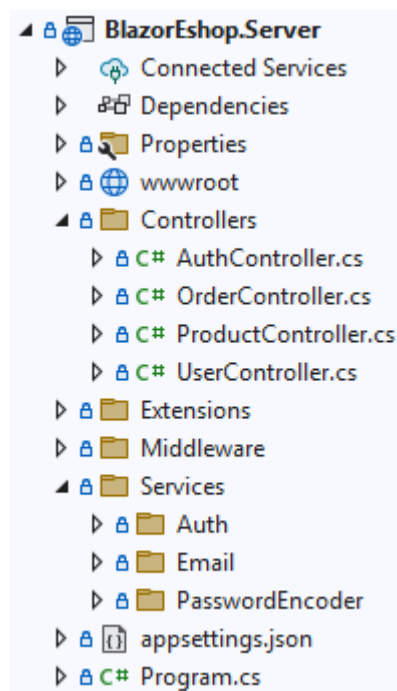 BlazorEshop.Server
Connected Services
Dependencies
Properties
wwwroot
Controllers
C# AuthController.cs
C# OrderController.cs
C# ProductController.cs
C# UserController.cs
Extensions
Middleware
Services
Auth
Email
PasswordEncoder
appsettings.json
C# Program.cs